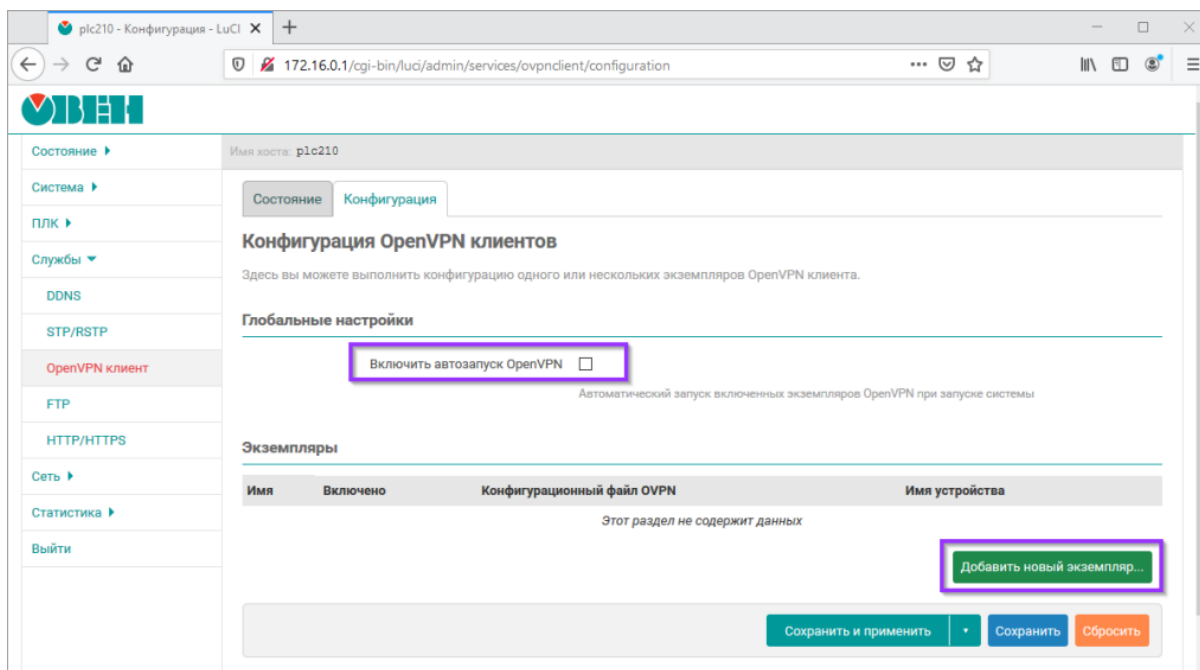 plc210 - Конфигурация - LuCI
172.16.0.1/cgi-bin/luci/admin/services/ovpnclient/configuration
ОВЕН
Имя хоста: plc210
Состояние
Система
ПЛК
Службы
DDNS
STP/RSTP
OpenVPN клиент
FTP
HTTP/HTTPS
Сеть
Статистика
Выйти
Состояние Конфигурация
Конфигурация OpenVPN клиентов
Здесь вы можете выполнить конфигурацию одного или нескольких экземпляров OpenVPN клиента.
Глобальные настройки
Включить автозапуск OpenVPN
Автоматический запуск включенных экземпляров OpenVPN при запуске системы
Экземпляры
Имя Включено Конфигурационный файл OVPN Имя устройства
Этот раздел не содержит данных
Добавить новый экземпляр...
Сохранить и применить Сохранить Сбросить